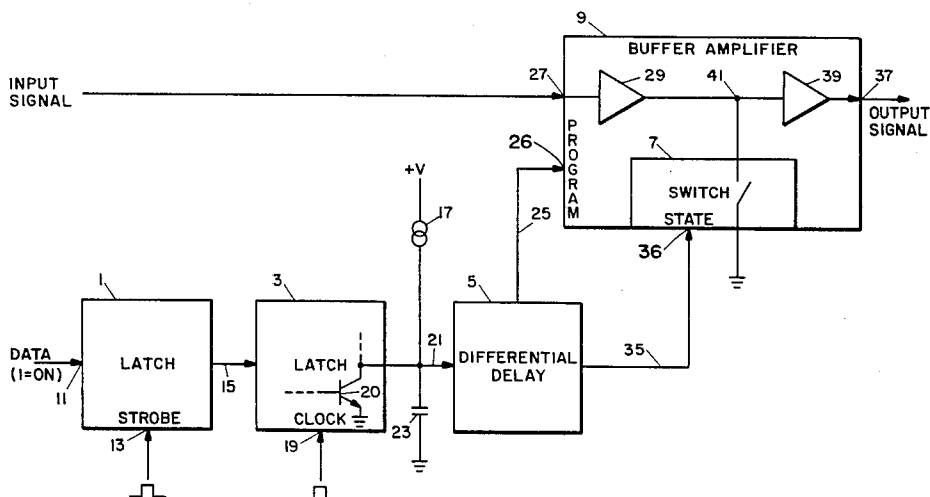 9
BUFFER AMPLIFIER
INPUT
SIGNAL
27
29
41
39
37
OUTPUT
SIGNAL
PROGRAM
26
7
SWITCH
STATE
36
+V
17
25
1
3
5
DATA
(1=ON)
11
LATCH
15
LATCH
20
21
DIFFERENTIAL
DELAY
35
STROBE
13
CLOCK
19
23